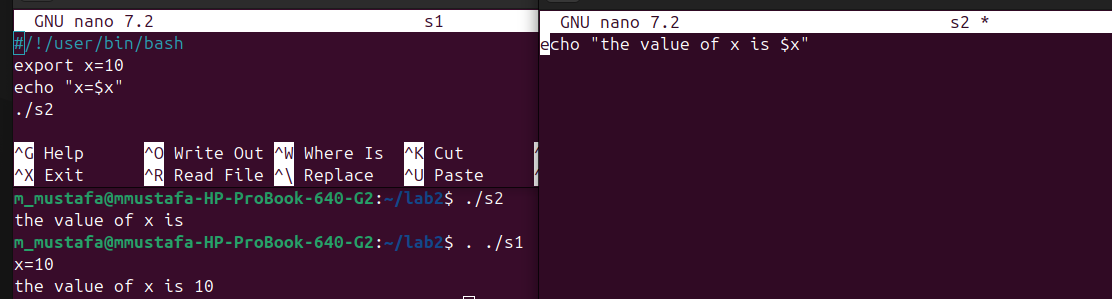 GNU nano 7.2 s1
#/!/user/bin/bash
export x=10
echo "x=$x"
./s2
^G Help ^O Write Out ^W Where Is ^K Cut
^X Exit ^R Read File ^\ Replace ^U Paste
m_mustafa@mmustafa-HP-ProBook-640-G2:~/lab2$ ./s2
the value of x is
m_mustafa@mmustafa-HP-ProBook-640-G2:~/lab2$ . ./s1
x=10
the value of x is 10
GNU nano 7.2 s2 *
echo "the value of x is $x"